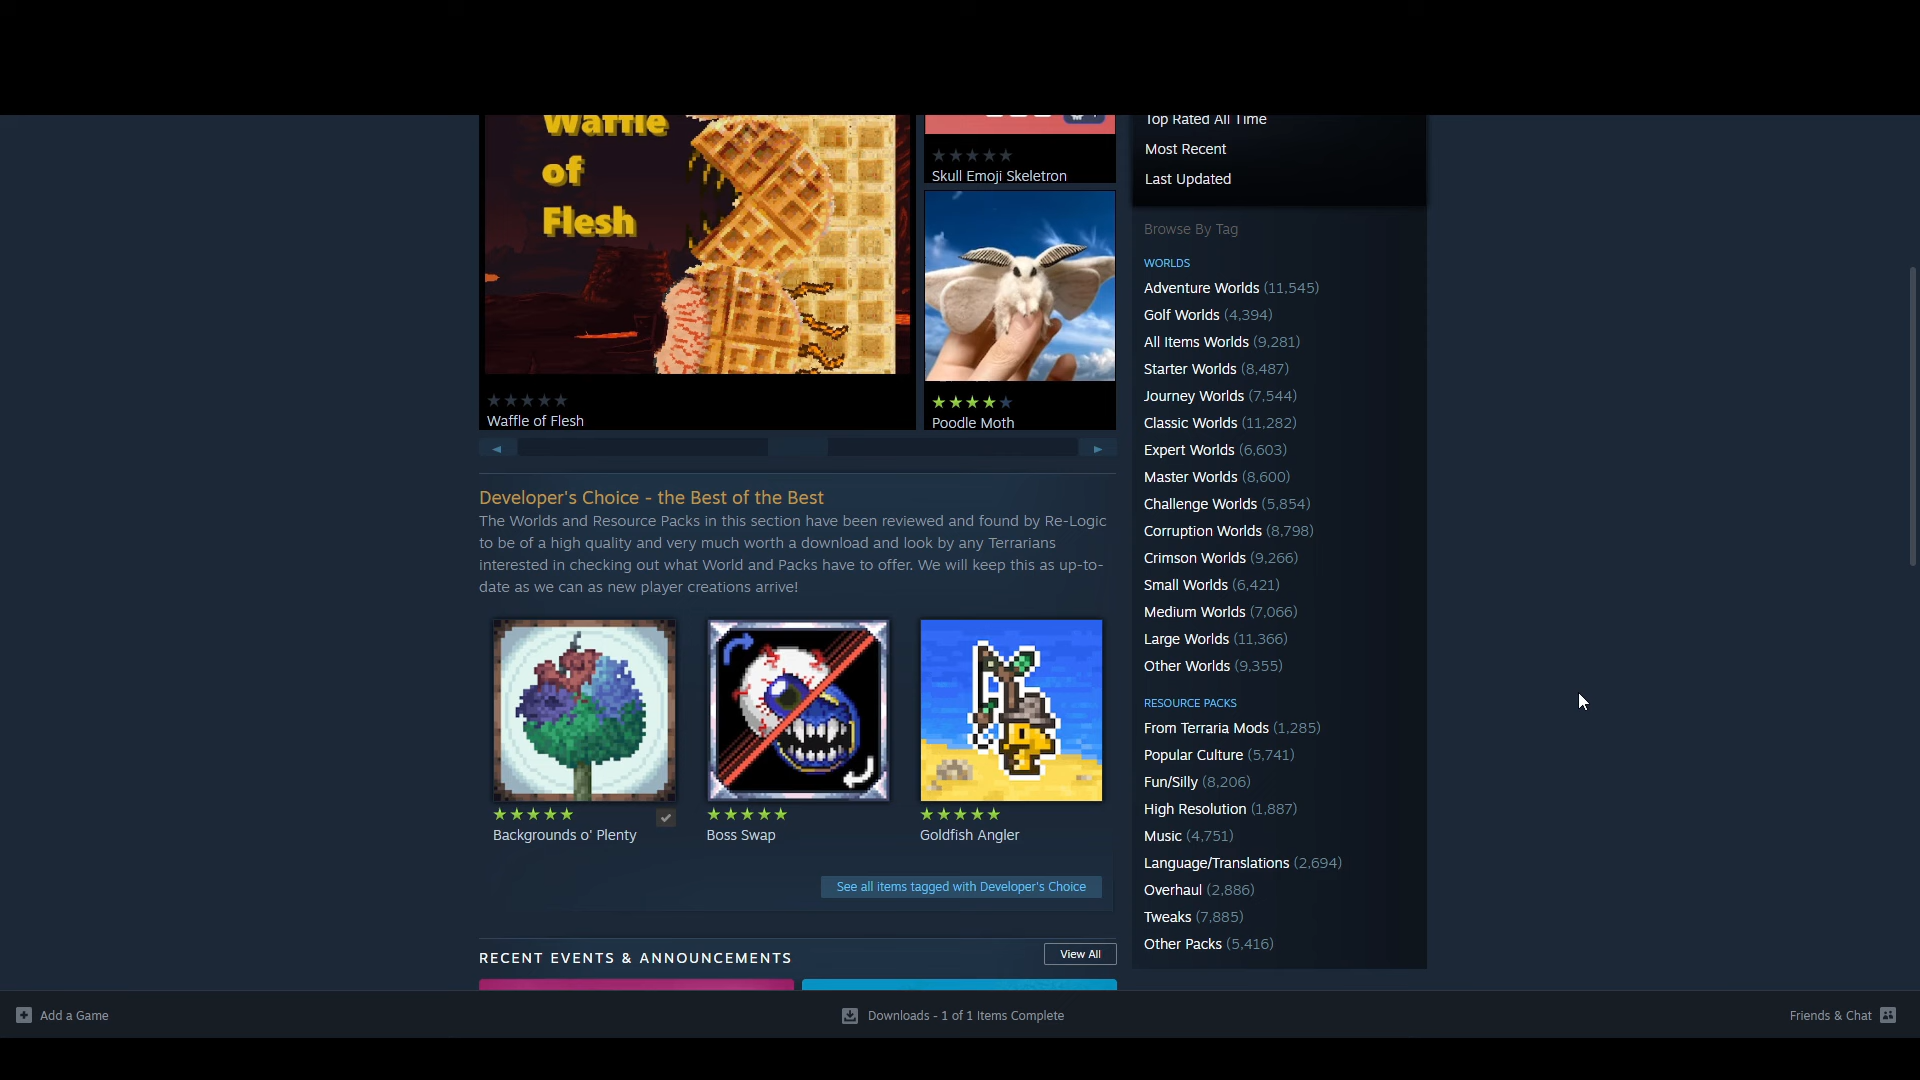 Waffle
of
Flesh
Waffle of Flesh
Skull Emoji Skeletron
Poodle Moth
Developer's Choice - the Best of the Best
The Worlds and Resource Packs in this section have been reviewed and found by Re-Logic
to be of a high quality and very much worth a download and look by any Terrarians
interested in checking out what World and Packs have to offer. We will keep this as up-to-
date as we can as new player creations arrive!
Backgrounds o' Plenty
Boss Swap
Goldfish Angler
See all items tagged with Developer's Choice
RECENT EVENTS & ANNOUNCEMENTS
View All
Top Rated All Time
Most Recent
Last Updated
Browse By Tag
WORLDS
Adventure Worlds (11,545)
Golf Worlds (4,394)
All Items Worlds (9,281)
Starter Worlds (8,487)
Journey Worlds (7,544)
Classic Worlds (11,282)
Expert Worlds (6,603)
Master Worlds (8,600)
Challenge Worlds (5,854)
Corruption Worlds (8,798)
Crimson Worlds (9,266)
Small Worlds (6,421)
Medium Worlds (7,066)
Large Worlds (11,366)
Other Worlds (9,355)
RESOURCE PACKS
From Terraria Mods (1,285)
Popular Culture (5,741)
Fun/Silly (8,206)
High Resolution (1,887)
Music (4,751)
Language/Translations (2,694)
Overhaul (2,886)
Tweaks (7,885)
Other Packs (5,416)
Add a Game
Downloads - 1 of 1 Items Complete
Friends & Chat